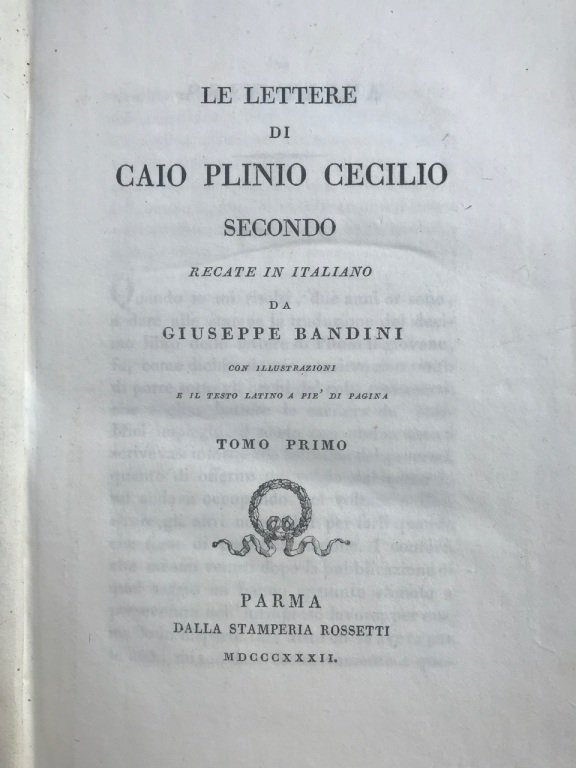 LE LETTERE
DI
CAIO PLINIO CECILIO
SECONDO
RECATE IN ITALIANO
DA
GIUSEPPE BANDINI
CON ILLUSTRAZIONI
E IL TESTO LATINO A PIE' DI PAGINA
TOMO PRIMO
PARMA
DALLA STAMPERIA ROSSETTI
MDCCCXXXII.